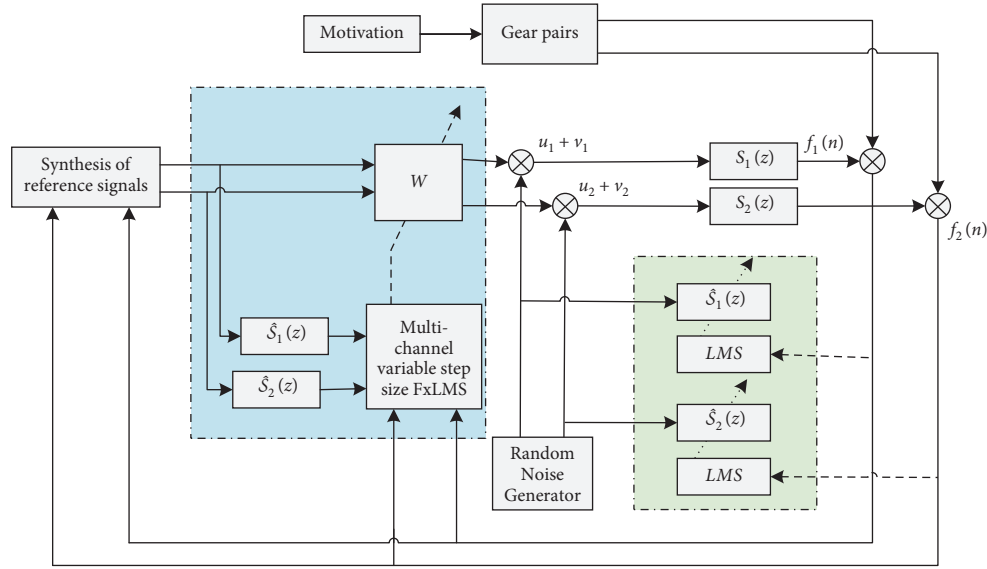 Motivation
Gear pairs
Synthesis of
reference signals
W
u₁ + v₁
u₂ + v₂
S₁(z)
S₂(z)
f₁(n)
f₂(n)
Ŝ₁(z)
Ŝ₂(z)
Multi-
channel
variable step
size FxLMS
Random
Noise
Generator
Ŝ₁(z)
LMS
Ŝ₂(z)
LMS